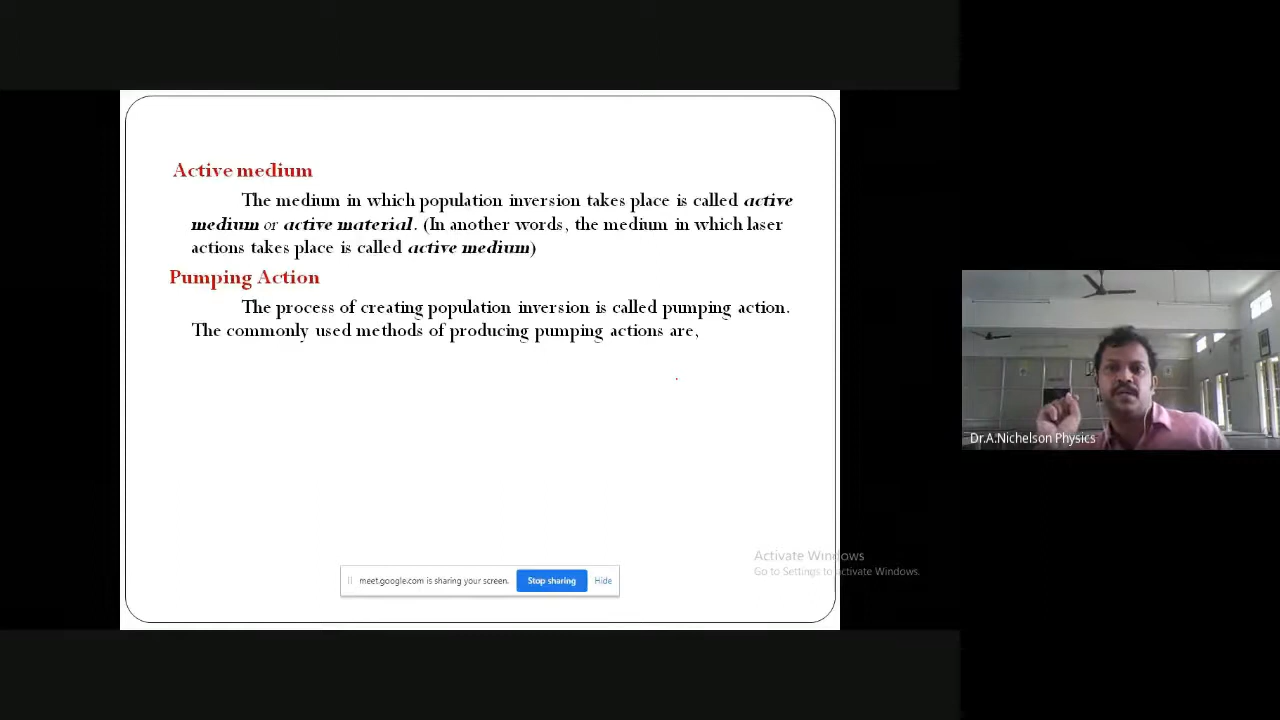 Active medium
The medium in which population inversion takes place is called active
medium or active material. (In another words, the medium in which laser
actions takes place is called active medium)
Pumping Action
The process of creating population inversion is called pumping action.
The commonly used methods of producing pumping actions are,
Dr.A.Nichelson Physics
Activate Windows
Go to Settings to activate Windows.
meet.google.com is sharing your screen. Stop sharing Hide